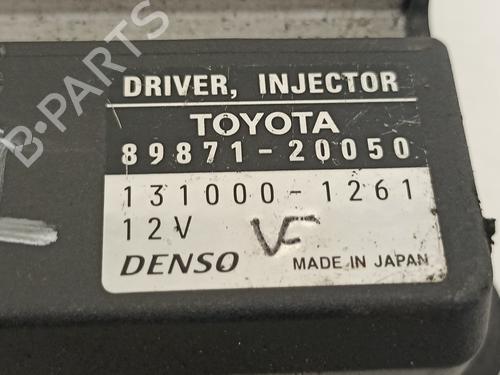 DRIVER, INJECTOR
TOYOTA
89871-20050
131000-1261
12V
VF
DENSO
MADE IN JAPAN
B-PARTS